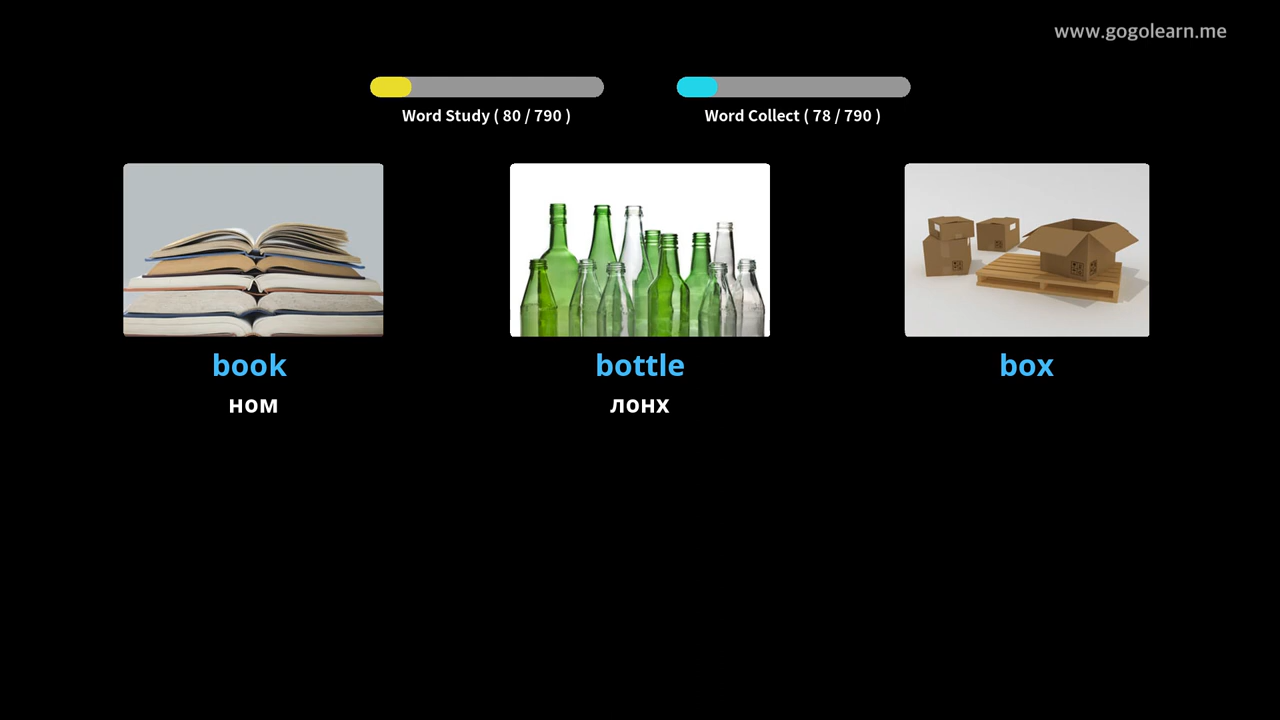 www.gogolearn.me
Word Study ( 80 / 790 )
Word Collect ( 78 / 790 )
book
bottle
box
ном
лонх